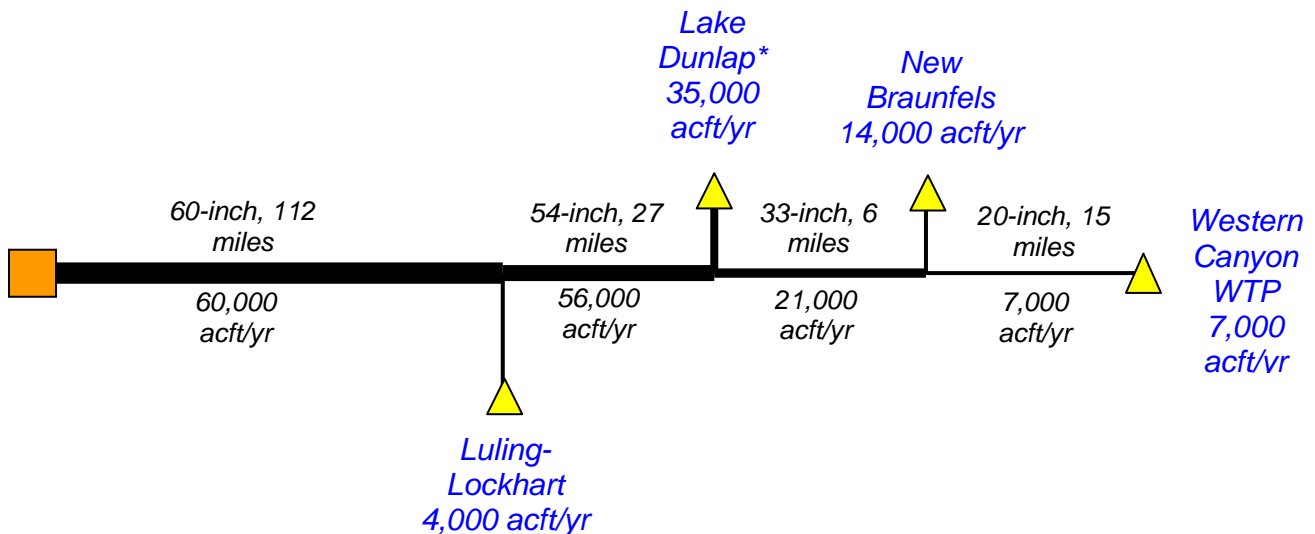 Lake
Dunlap*
35,000
acft/yr
New
Braunfels
14,000 acft/yr
60-inch, 112
miles
54-inch, 27
miles
33-inch, 6
miles
20-inch, 15
miles
60,000
acft/yr
56,000
acft/yr
21,000
acft/yr
7,000
acft/yr
Western
Canyon
WTP
7,000
acft/yr
Luling-
Lockhart
4,000 acft/yr